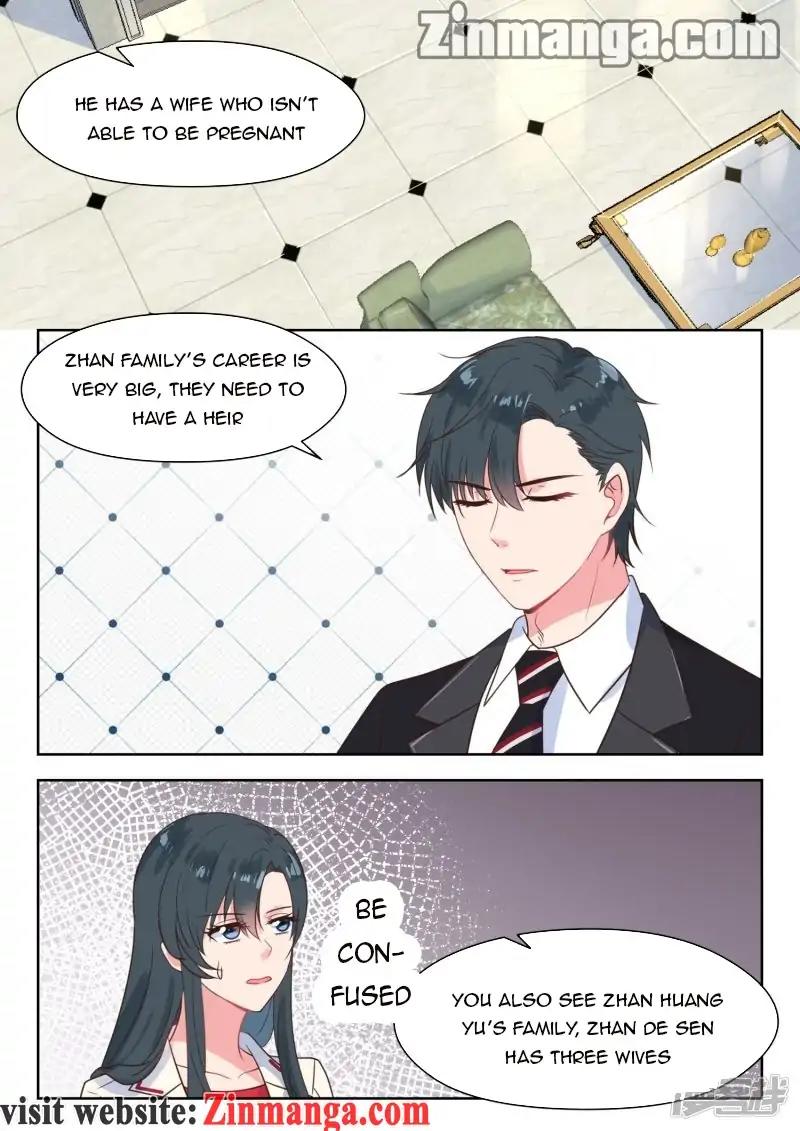 Zinmanga.com
HE HAS A WIFE WHO ISN'T
ABLE TO BE PREGNANT
ZHAN FAMILY'S CAREER IS
VERY BIG, THEY NEED TO
HAVE A HEIR
BE
CON-
FUSED
YOU ALSO SEE ZHAN HUANG
YU'S FAMILY, ZHAN DE SEN
HAS THREE WIVES
visit website: Zinmanga.com